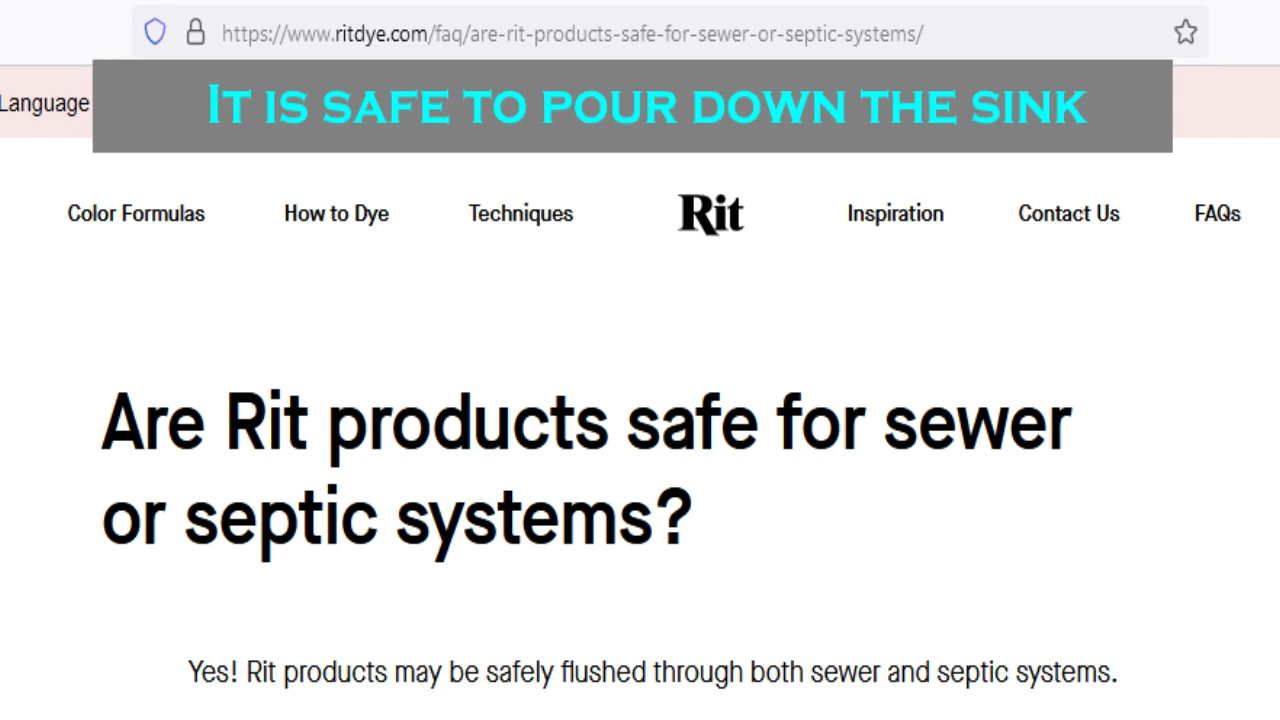 https://www.ritdye.com/faq/are-rit-products-safe-for-sewer-or-septic-systems/
Language
It is safe to pour down the sink
Color Formulas How to Dye Techniques Rit Inspiration Contact Us FAQs
Are Rit products safe for sewer
or septic systems?
Yes! Rit products may be safely flushed through both sewer and septic systems.